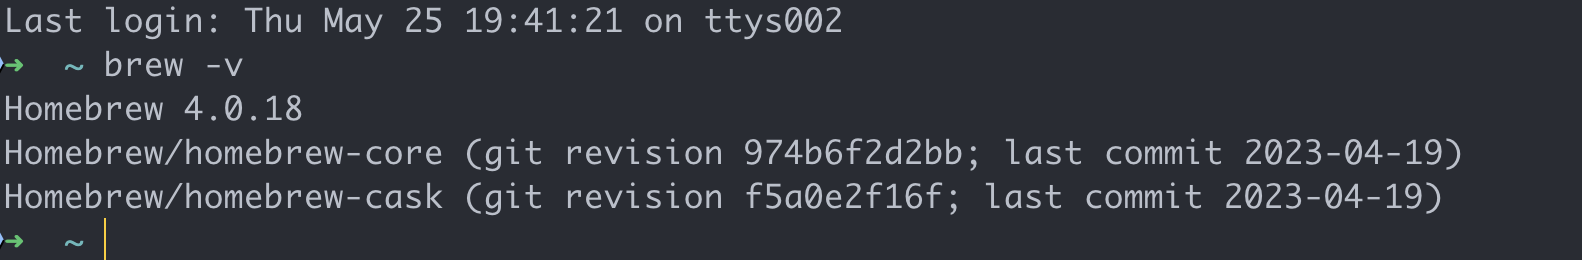 Last login: Thu May 25 19:41:21 on ttys002
➜  ~ brew -v
Homebrew 4.0.18
Homebrew/homebrew-core (git revision 974b6f2d2bb; last commit 2023-04-19)
Homebrew/homebrew-cask (git revision f5a0e2f16f; last commit 2023-04-19)
➜  ~